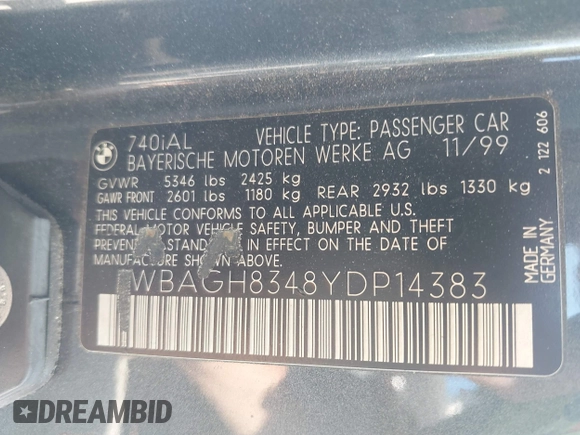 BMW
740iAL VEHICLE TYPE: PASSENGER CAR
BAYERISCHE MOTOREN WERKE AG 11/99
GVWR 5346 lbs 2425 kg
GAWR FRONT 2601 lbs 1180 kg REAR 2932 lbs 1330 kg
THIS VEHICLE CONFORMS TO ALL APPLICABLE U.S.
FEDERAL MOTOR VEHICLE SAFETY, BUMPER AND THEFT
PREVENTION STANDARDS IN EFFECT ON THE DATE
OF MANUFACTURE SHOWN ABOVE.
WBAGH8348YDP14383
2 122 606
MADE IN
GERMANY
DREAMBID